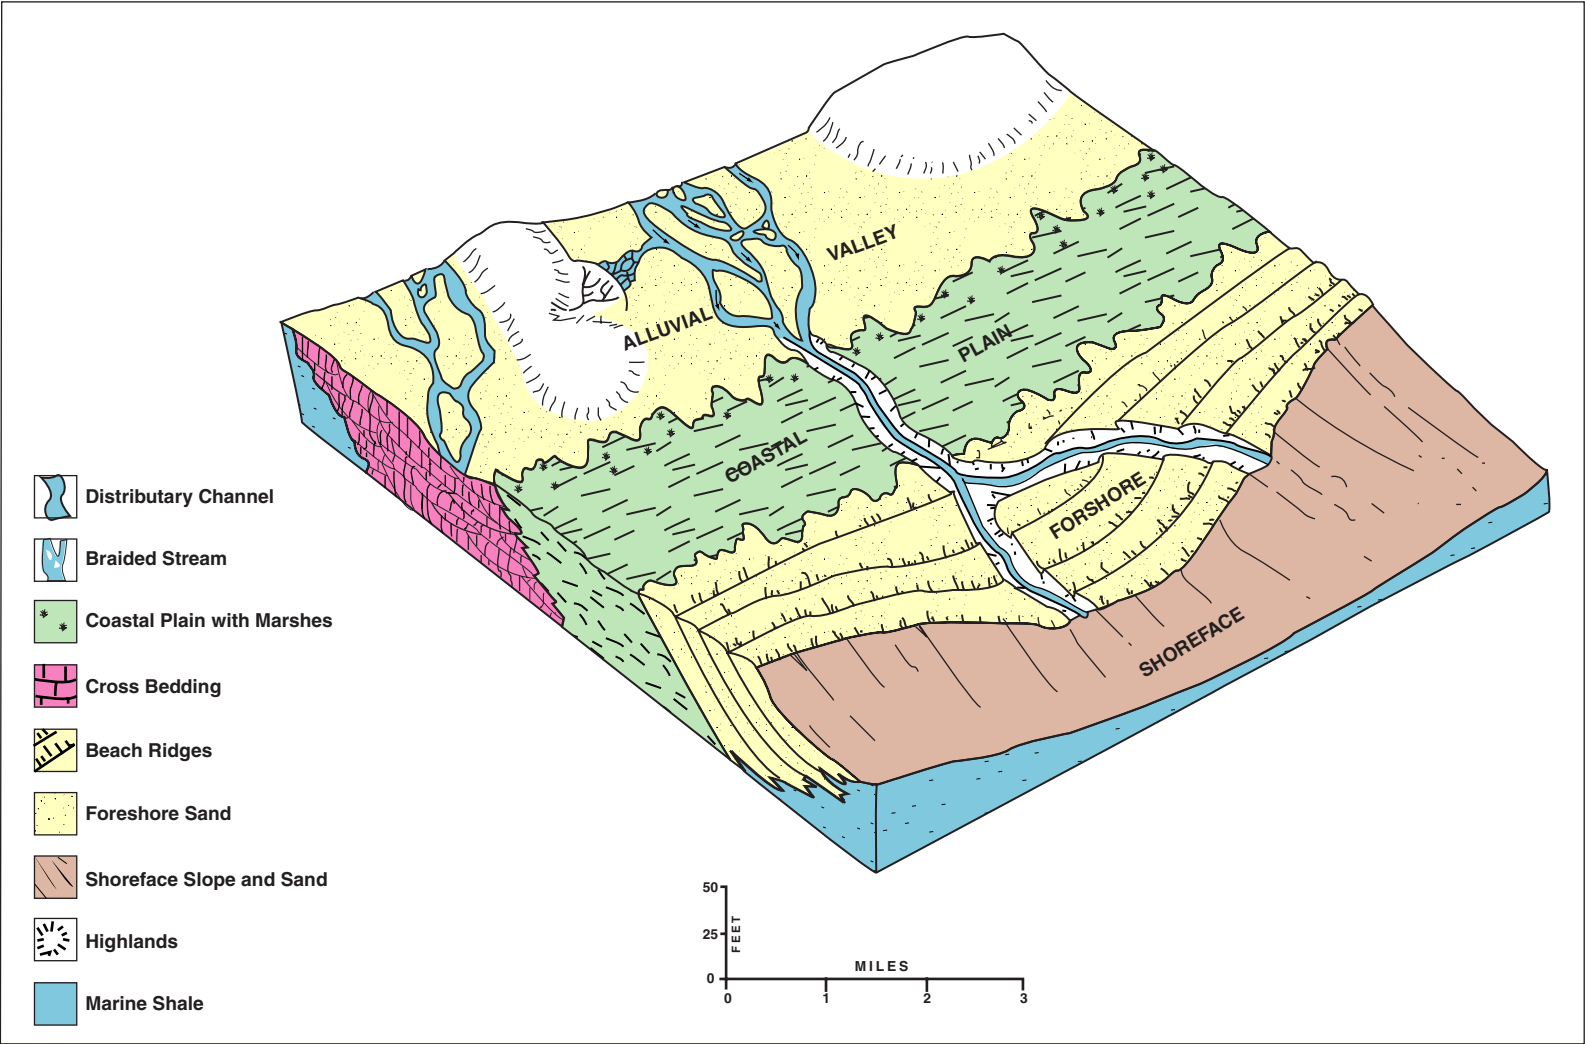 VALLEY
ALLUVIAL
PLAIN
COASTAL
FORSHORE
SHOREFACE
Distributary Channel
Braided Stream
Coastal Plain with Marshes
Cross Bedding
Beach Ridges
Foreshore Sand
Shoreface Slope and Sand
Highlands
Marine Shale
50
25
0
FEET
MILES
0 1 2 3